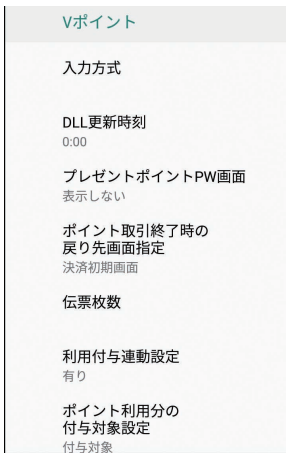 Vポイント
入力方式
DLL更新時刻
0:00
プレゼントポイントPW画面
表示しない
ポイント取引終了時の
戻り先画面指定
決済初期画面
伝票枚数
利用付与連動設定
有り
ポイント利用分の
付与対象設定
付与対象